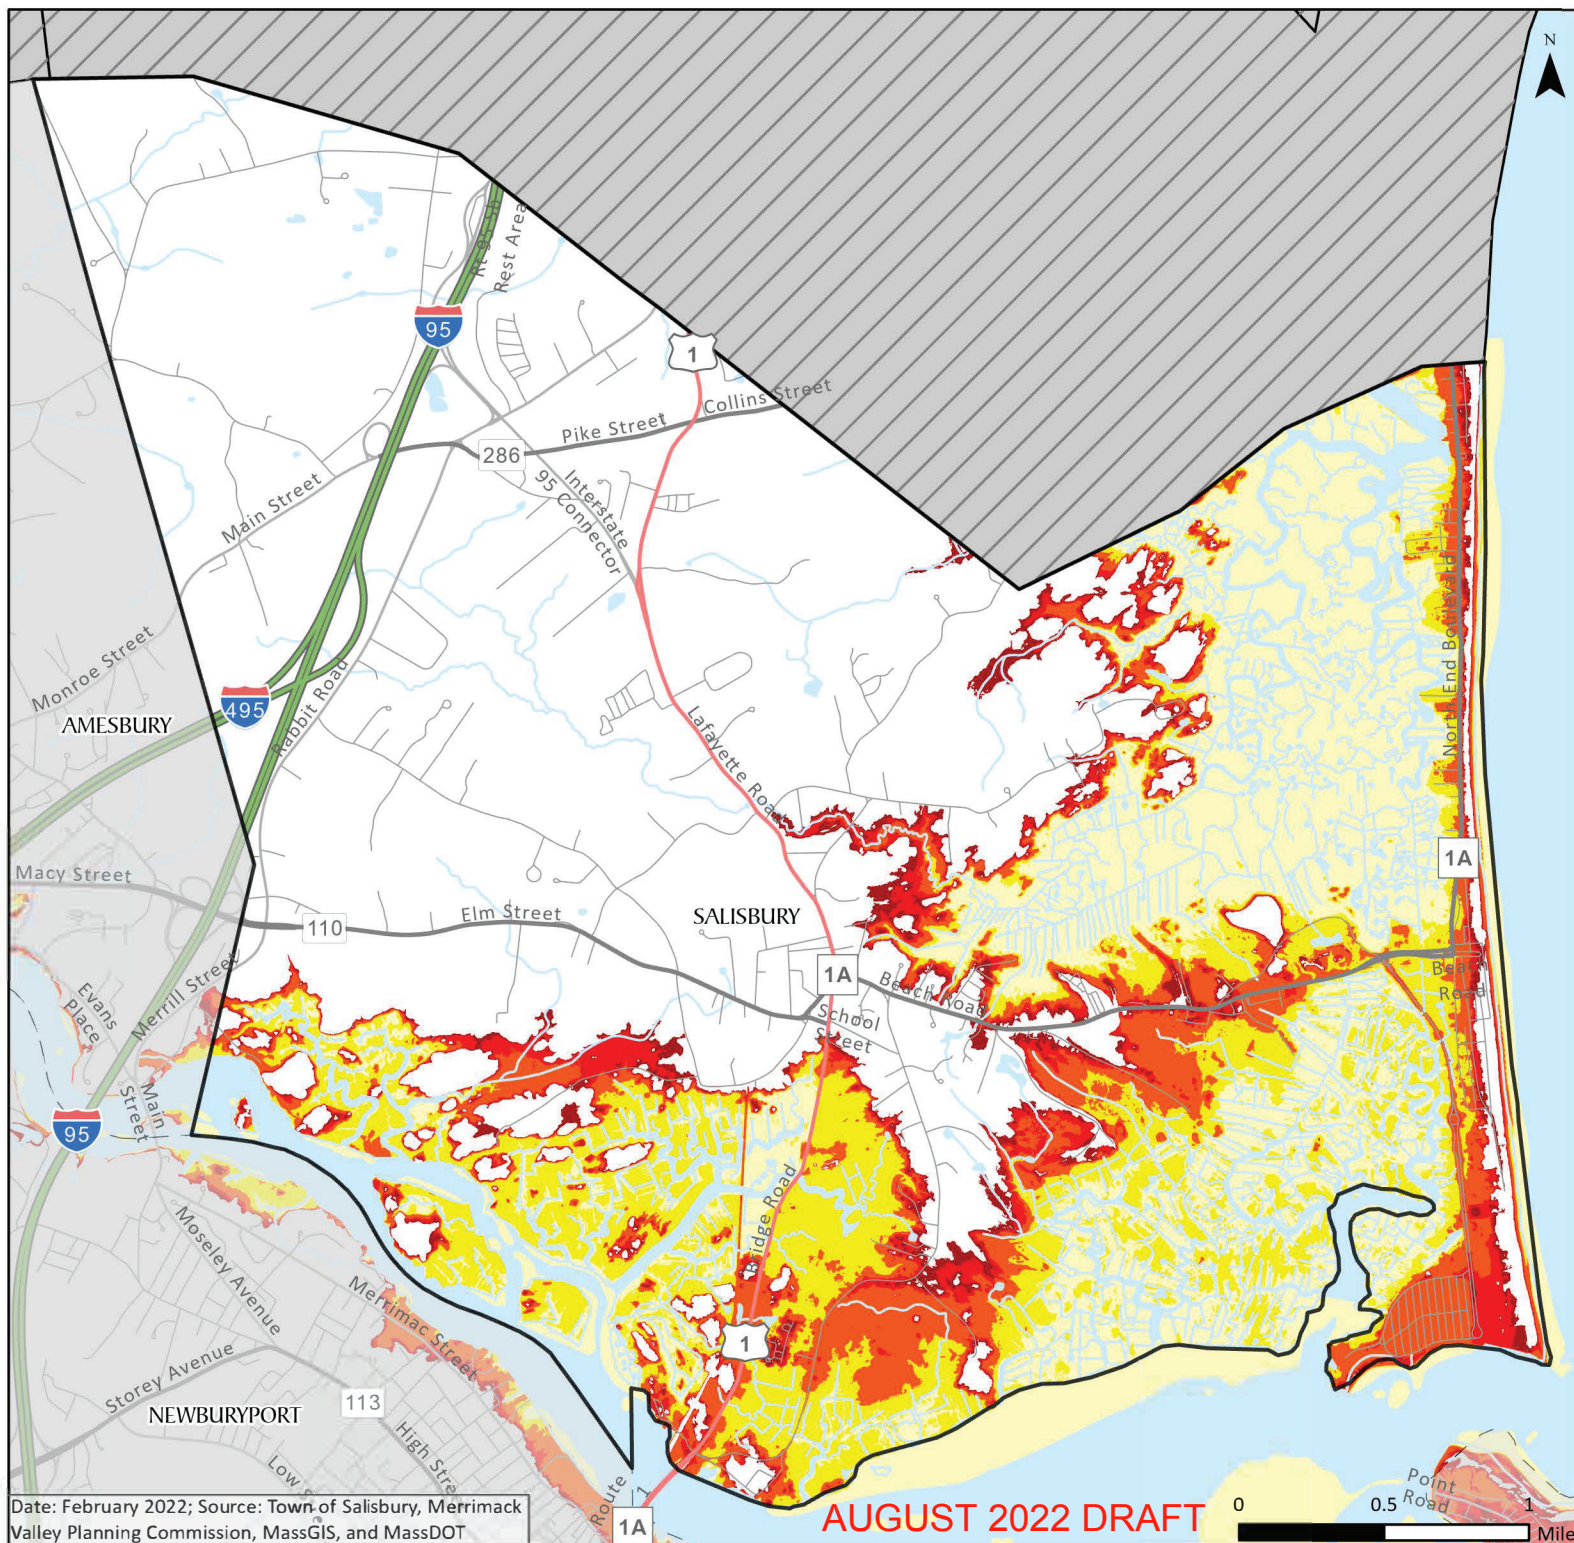 N
Rt 95 SB
Rest Area
95
1
Collins Street
Pike Street
286
Main Street
Interstate
95 Connector
Monroe Street
495
Rabbit Road
AMESBURY
North End Boulevard
Lafayette Road
1A
Macy Street
Elm Street
110
SALISBURY
1A
Beach Road
Beach
Road
School
Street
Evans
Place
Merrill Street
Main
Street
95
Bridge Road
Moseley Avenue
Merrimac Street
1
Storey Avenue
113
NEWBURYPORT
High Street
Low
Route
1
1A
Point
Road
Date: February 2022; Source: Town of Salisbury, Merrimack
Valley Planning Commission, MassGIS, and MassDOT
AUGUST 2022 DRAFT
0 0.5 1
Mile